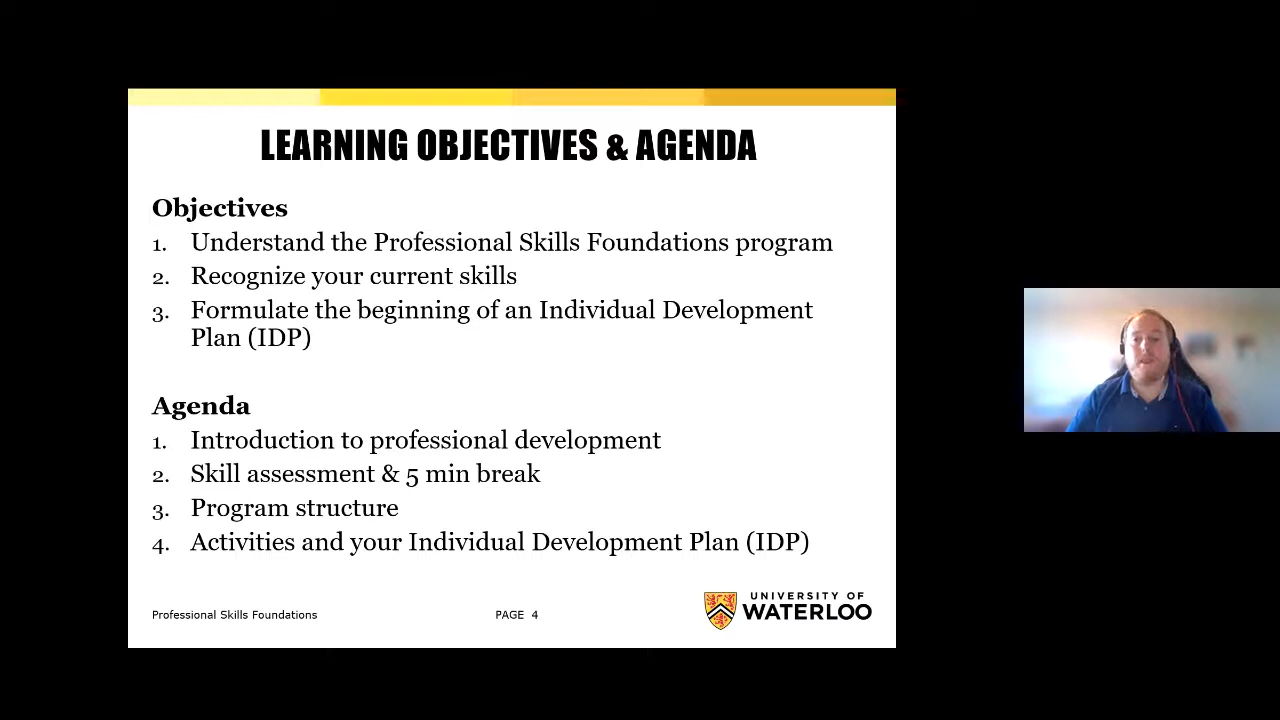 LEARNING OBJECTIVES & AGENDA
Objectives
1. Understand the Professional Skills Foundations program
2. Recognize your current skills
3. Formulate the beginning of an Individual Development
Plan (IDP)
Agenda
1. Introduction to professional development
2. Skill assessment & 5 min break
3. Program structure
4. Activities and your Individual Development Plan (IDP)
Professional Skills Foundations
PAGE 4
UNIVERSITY OF
WATERLOO